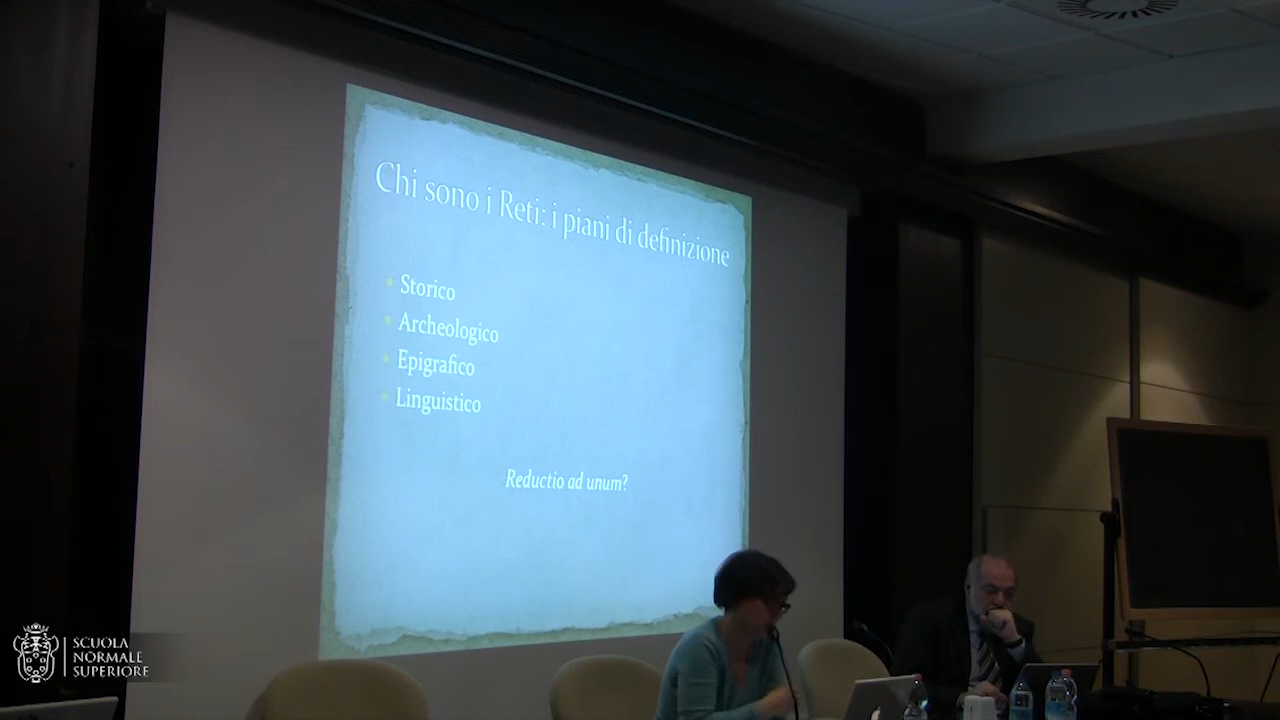 Chi sono i Reti: i piani di definizione
Storico
Archeologico
Epigrafico
Linguistico
Reductio ad unum?
SCUOLA
NORMALE
SUPERIORE